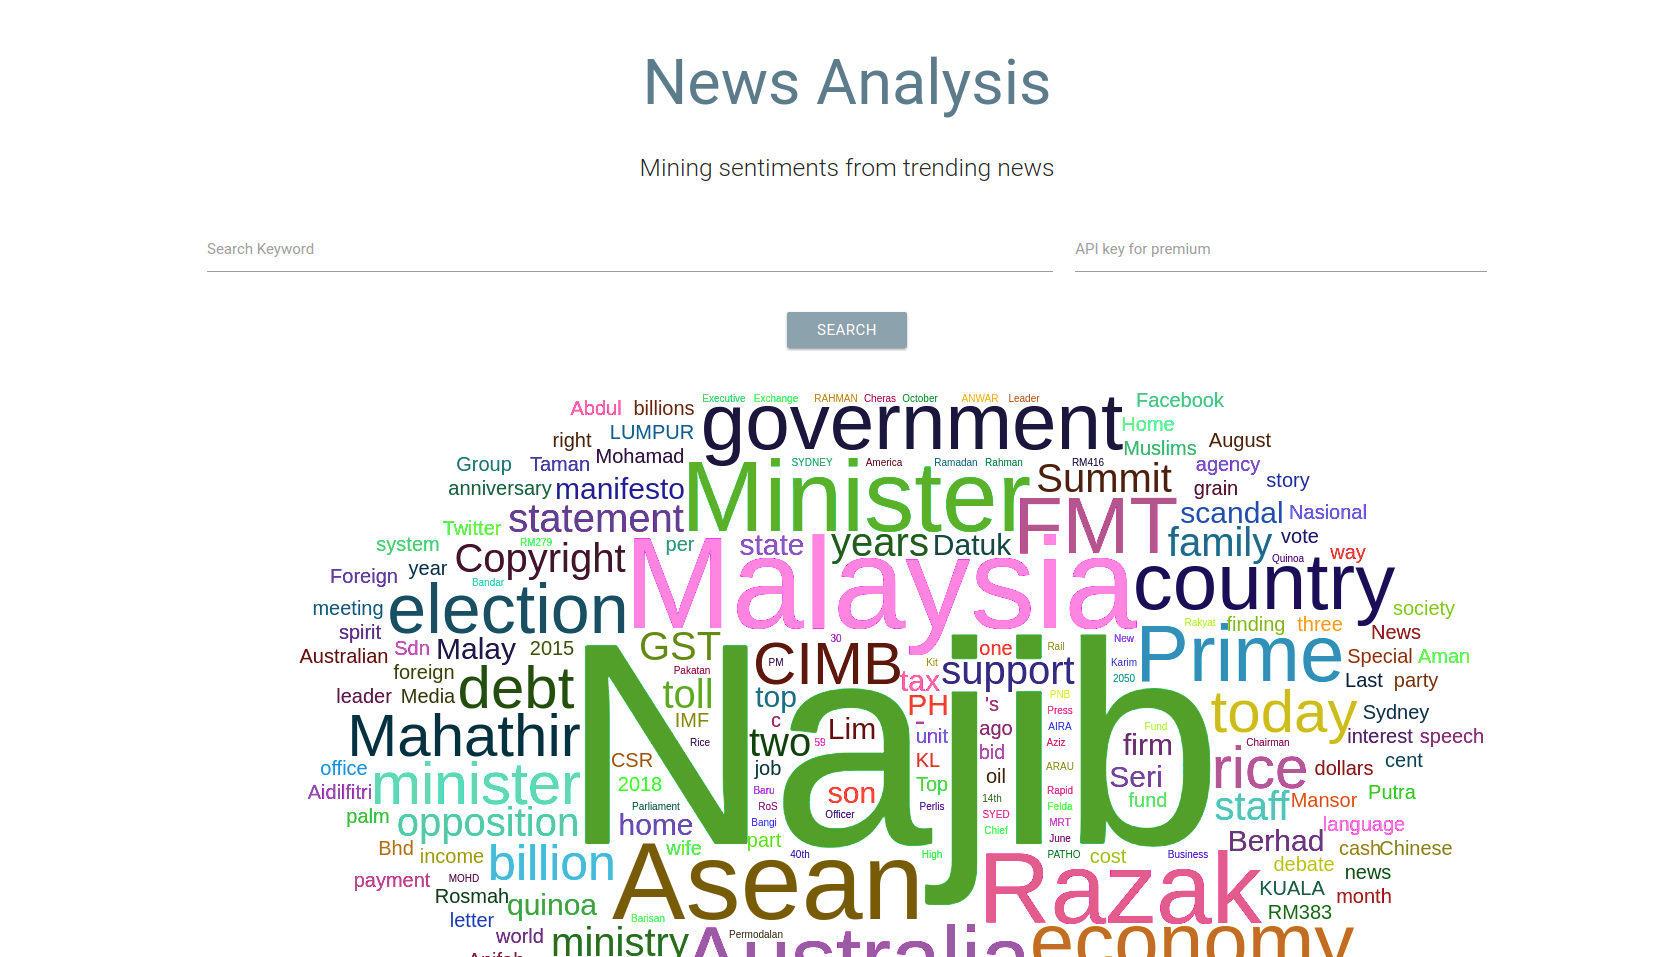 News Analysis
Mining sentiments from trending news
Search Keyword API key for premium
SEARCH
Executive Exchange RAHMAN Cheras October ANWAR Leader Facebook
Abdul billions government Home
right LUMPUR Muslims August
Group Taman Mohamad SYDNEY America Ramadan Rahman RM416 agency
anniversary manifesto Minister Summit grain story
Twitter statement FMT scandal Nasional
system RM279 per state years Datuk family vote
year Copyright Quinoa way
Foreign Bandar Malaysia country
meeting election society
spirit Rakyat finding three News
Australian Sdn Malay 2015 GST 30 one Rail New Prime Special Aman
foreign Pakatan PM CIMB Kit support Karim Last party
leader Media debt toll top tax 2050
IMF c PH 's PNB Press today Sydney
Mahathir Rice two 59 Lim - unit ago AIRA Fund interest speech
office CSR job KL bid Aziz firm Chairman cent
minister Najib oil ARAU Seri rice dollars
Aidilfitri 2018 Baru son Top 14th Rapid fund staff Mansor Putra
palm opposition Parliament RoS Officer Perlis SYED Felda language
home Bangi Chief MRT
Bhd income billion wife part 40th High June PATHO cost Business Berhad cash Chinese
payment MOHD Asean Razak debate news
Rosmah quinoa KUALA month
letter Barisan RM383
world ministry Permodalan Australia economy